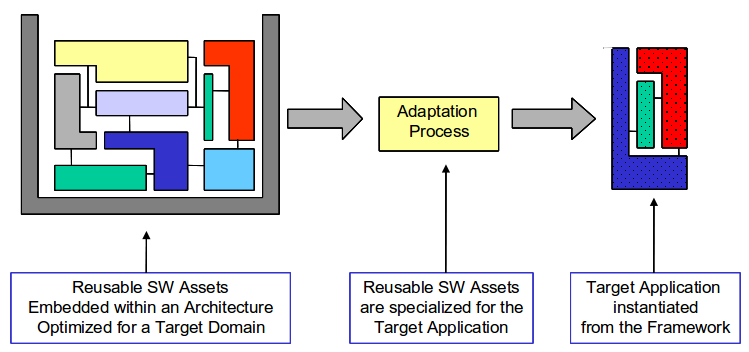 Adaptation
Process
Reusable SW Assets
Embedded within an Architecture
Optimized for a Target Domain
Reusable SW Assets
are specialized for the
Target Application
Target Application
instantiated
from the Framework